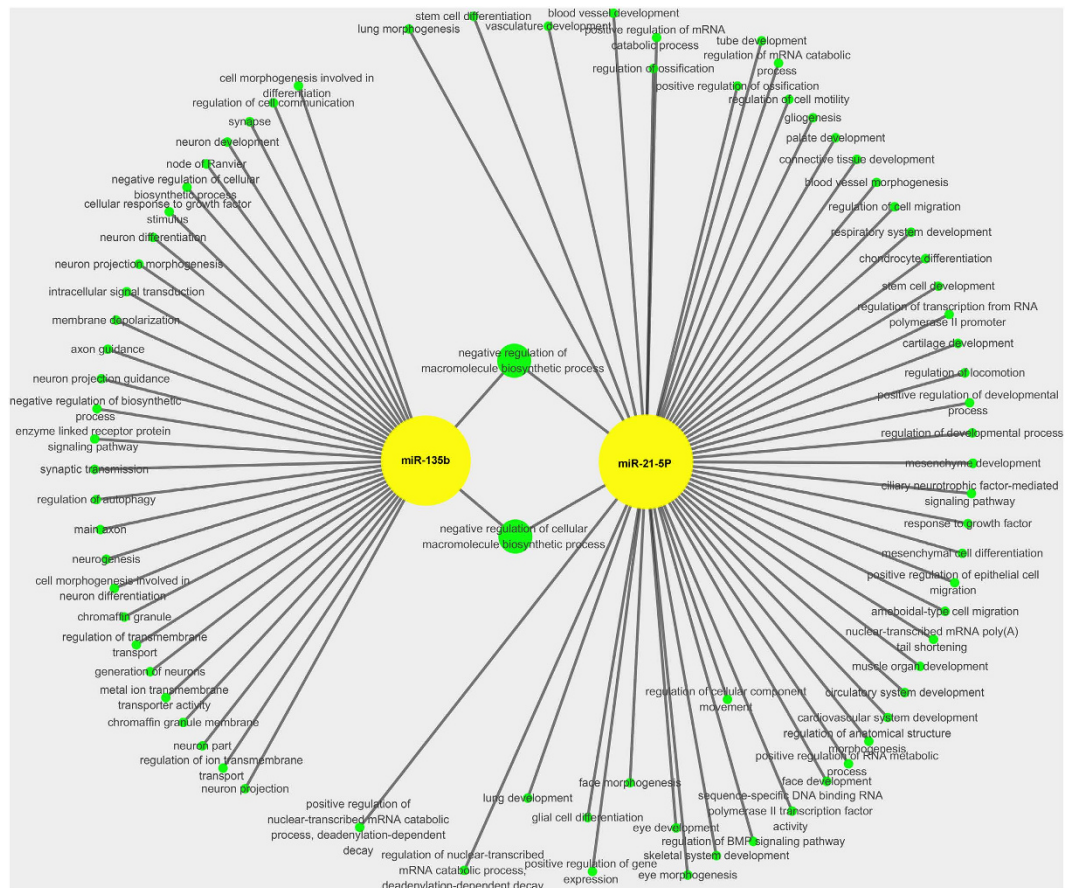 stem cell differentiation
lung morphogenesis
vasculature development
blood vessel development
positive regulation of mRNA
catabolic process
regulation of ossification
tube development
regulation of mRNA catabolic
process
positive regulation of ossification
regulation of cell motility
gliogenesis
palate development
connective tissue development
blood vessel morphogenesis
regulation of cell migration
respiratory system development
chondrocyte differentiation
stem cell development
regulation of transcription from RNA
polymerase II promoter
cartilage development
regulation of locomotion
positive regulation of developmental
process
regulation of developmental process
mesenchyme development
ciliary neurotrophic factor-mediated
signaling pathway
response to growth factor
mesenchymal cell differentiation
positive regulation of epithelial cell
migration
ameboidal-type cell migration
nuclear-transcribed mRNA poly(A)
tail shortening
muscle organ development
circulatory system development
cardiovascular system development
regulation of anatomical structure
morphogenesis
positive regulation of RNA metabolic
process
face development
sequence-specific DNA binding RNA
polymerase II transcription factor
activity
regulation of BMP signaling pathway
skeletal system development
eye morphogenesis
eye development
regulation of cellular component
movement
face morphogenesis
positive regulation of gene
expression
glial cell differentiation
lung development
regulation of nuclear-transcribed
mRNA catabolic process,
deadenylation-dependent decay
positive regulation of
nuclear-transcribed mRNA catabolic
process, deadenylation-dependent
decay
cell morphogenesis involved in
differentiation
regulation of cell communication
synapse
neuron development
node of Ranvier
negative regulation of cellular
biosynthetic process
cellular response to growth factor
stimulus
neuron differentiation
neuron projection morphogenesis
intracellular signal transduction
membrane depolarization
axon guidance
neuron projection guidance
negative regulation of biosynthetic
process
enzyme linked receptor protein
signaling pathway
synaptic transmission
regulation of autophagy
main axon
neurogenesis
cell morphogenesis involved in
neuron differentiation
chromaffin granule
regulation of transmembrane
transport
generation of neurons
metal ion transmembrane
transporter activity
chromaffin granule membrane
neuron part
regulation of ion transmembrane
transport
neuron projection
negative regulation of
macromolecule biosynthetic process
miR-135b
miR-21-5P
negative regulation of cellular
macromolecule biosynthetic process